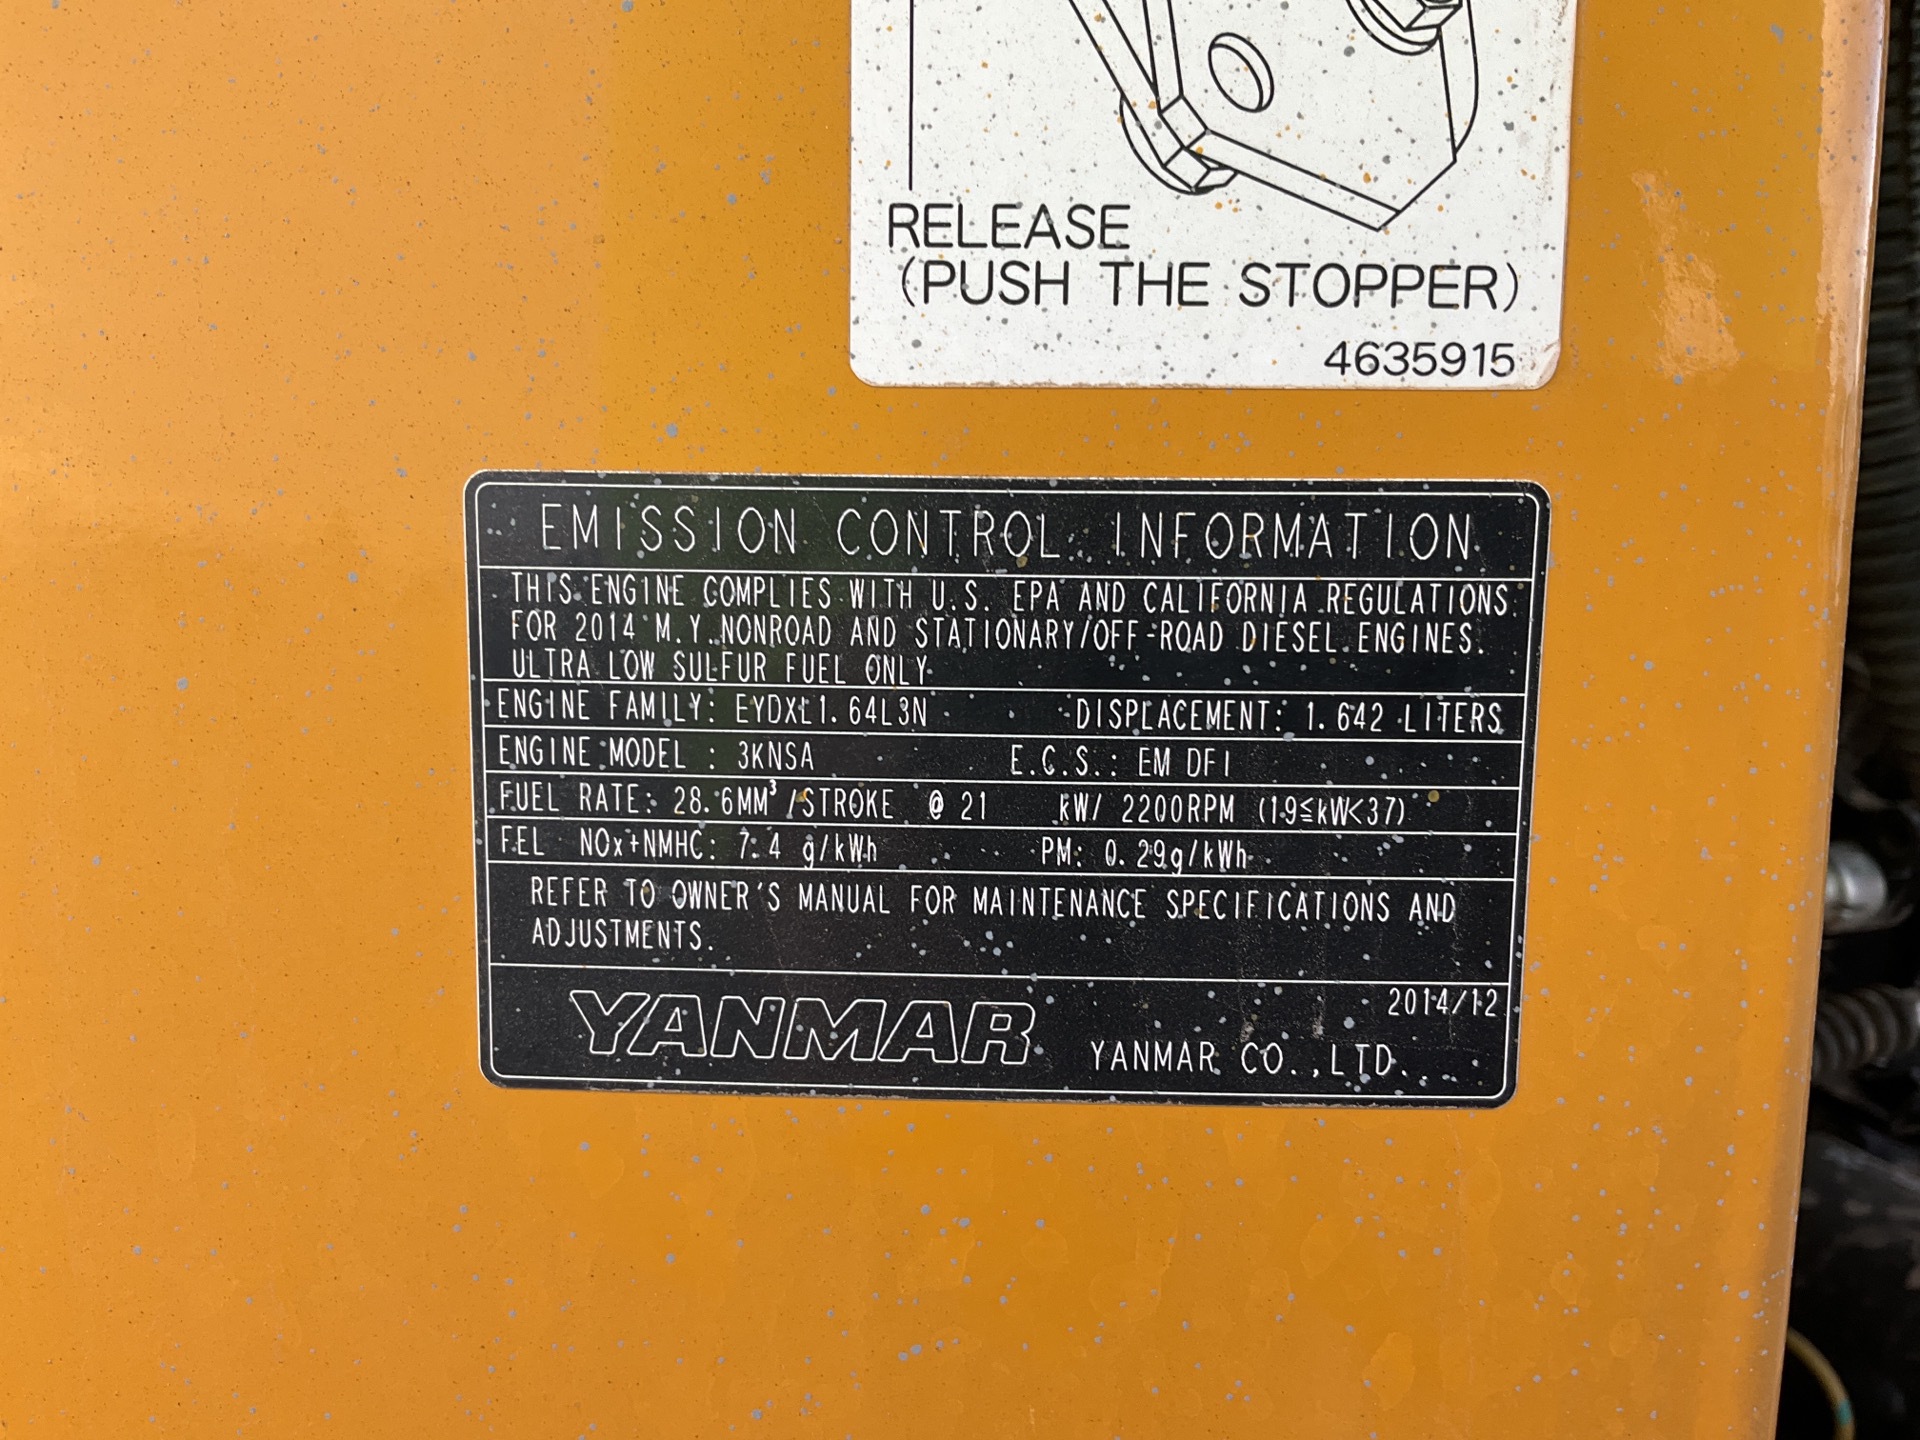 RELEASE
(PUSH THE STOPPER)
4635915
EMISSION CONTROL INFORMATION
THIS ENGINE COMPLIES WITH U.S. EPA AND CALIFORNIA REGULATIONS
FOR 2014 M.Y. NONROAD AND STATIONARY/OFF-ROAD DIESEL ENGINES.
ULTRA LOW SULFUR FUEL ONLY
ENGINE FAMILY: EYDXL1.64L3N DISPLACEMENT: 1.642 LITERS
ENGINE MODEL : 3KNSA E.C.S.: EM DFI
FUEL RATE: 28.6MM³/STROKE @ 21 kW/ 2200RPM (19≦kW<37)
FEL NOx+NMHC: 7.4 g/kWh PM: 0.29g/kWh
REFER TO OWNER'S MANUAL FOR MAINTENANCE SPECIFICATIONS AND
ADJUSTMENTS.
2014/12
YANMAR YANMAR CO.,LTD.